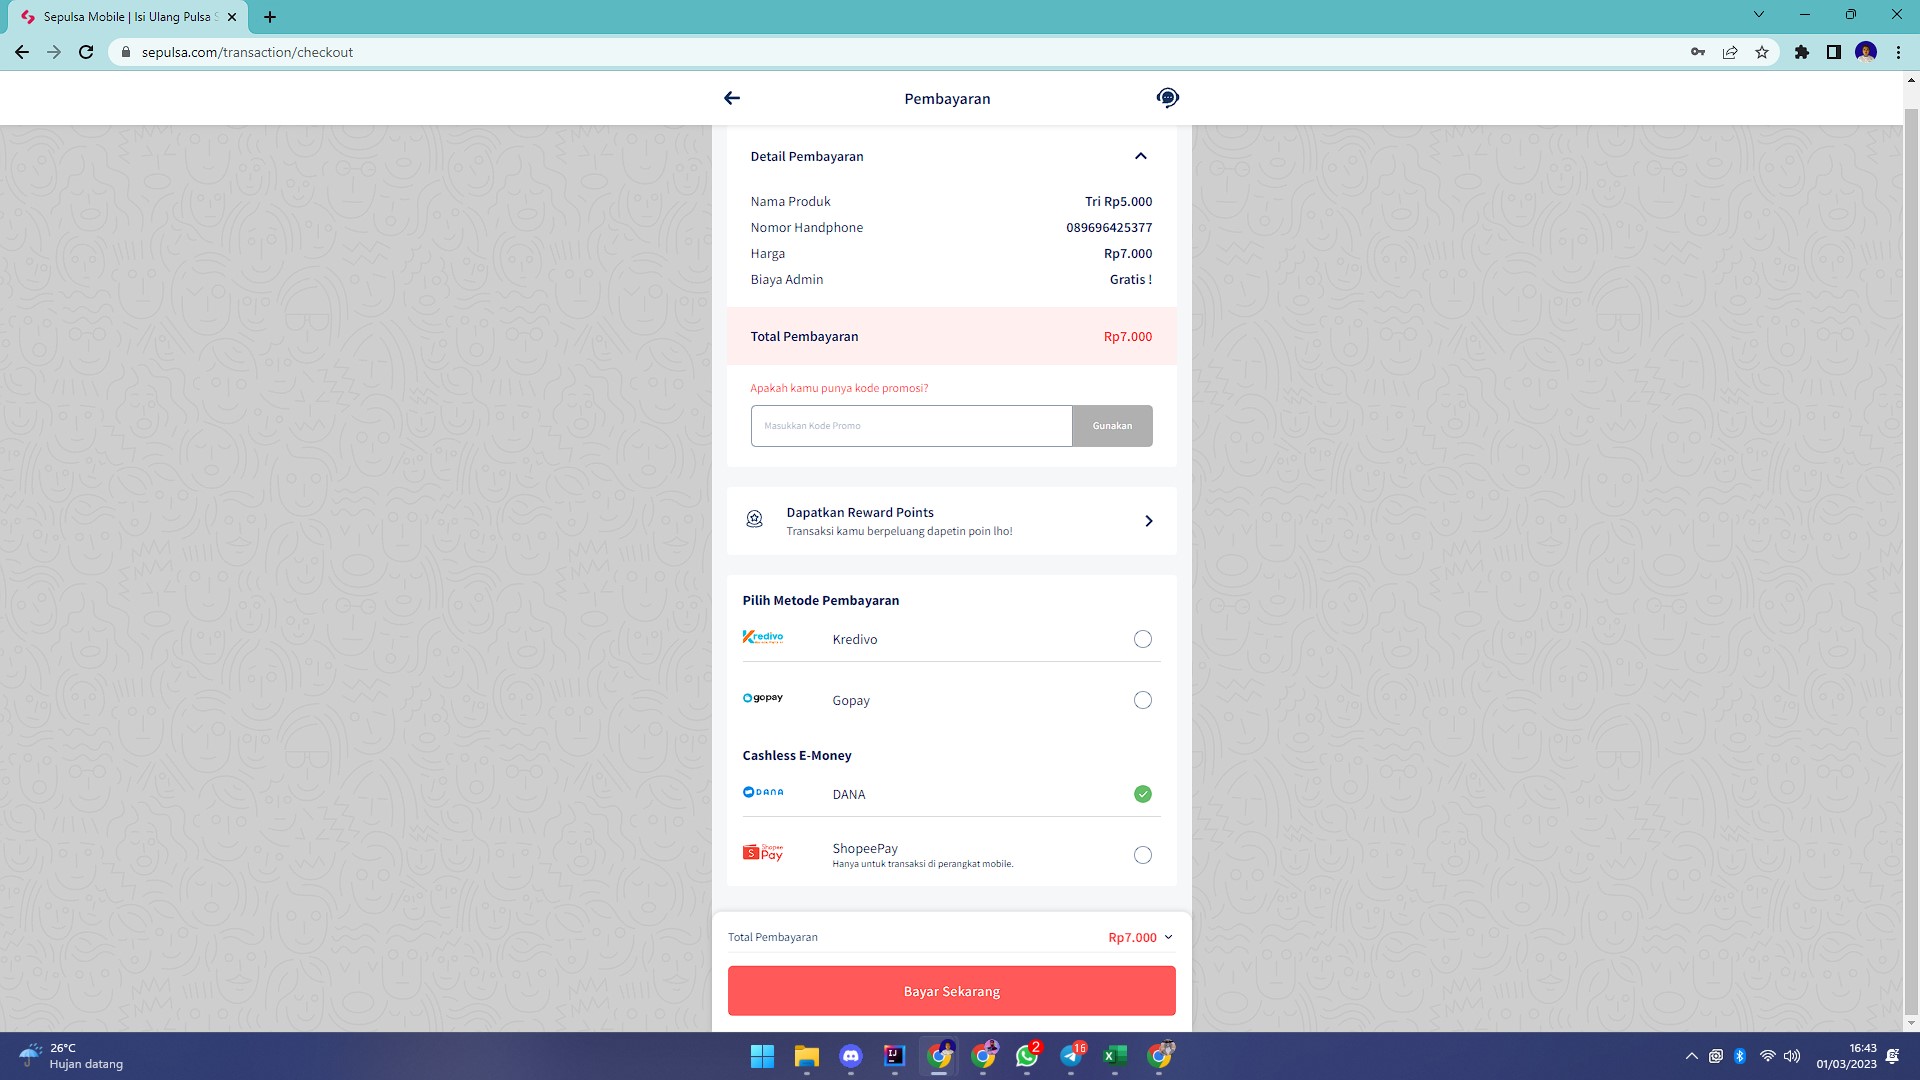 Sepulsa Mobile | Isi Ulang Pulsa S
sepulsa.com/transaction/checkout
Pembayaran
Detail Pembayaran
Nama Produk Tri Rp5.000
Nomor Handphone 089696425377
Harga Rp7.000
Biaya Admin Gratis !
Total Pembayaran Rp7.000
Apakah kamu punya kode promosi?
Masukkan Kode Promo Gunakan
Dapatkan Reward Points
Transaksi kamu berpeluang dapetin poin lho!
Pilih Metode Pembayaran
Kredivo Kredivo
gopay Gopay
Cashless E-Money
DANA DANA
Shopee Pay ShopeePay
Hanya untuk transaksi di perangkat mobile.
Total Pembayaran Rp7.000
Bayar Sekarang
26°C
Hujan datang
IJ
2
16
16:43
01/03/2023